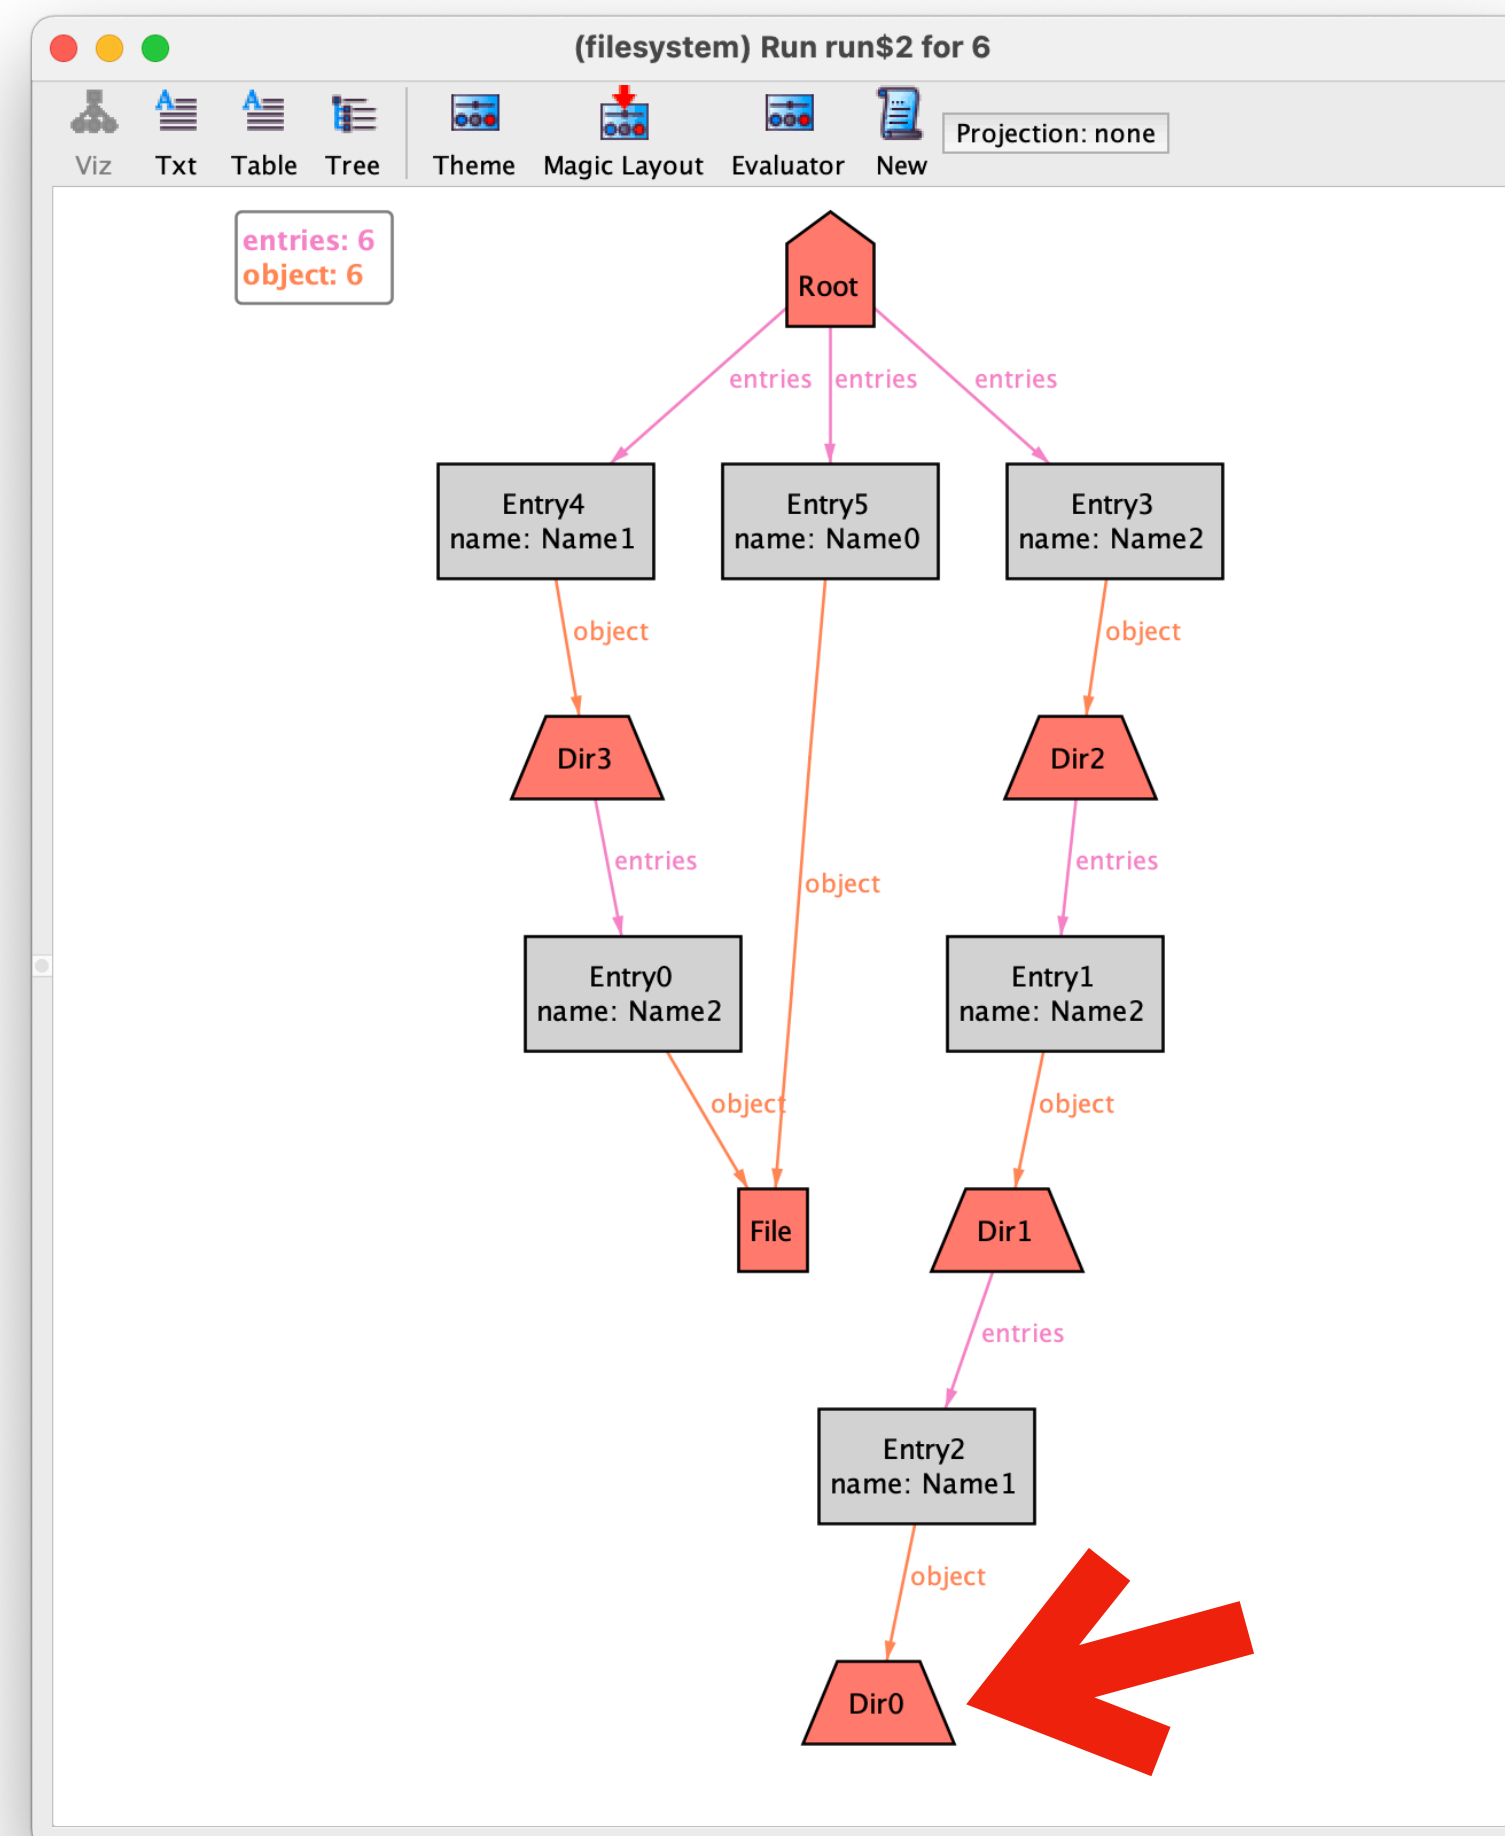 (filesystem) Run run$2 for 6
Viz
Txt
Table
Tree
Theme
Magic Layout
Evaluator
New
Projection: none
entries: 6
object: 6
Root
entries
entries
entries
Entry4
name: Name1
Entry5
name: Name0
Entry3
name: Name2
object
object
Dir3
Dir2
entries
entries
object
Entry0
name: Name2
Entry1
name: Name2
object
object
File
Dir1
entries
Entry2
name: Name1
object
Dir0